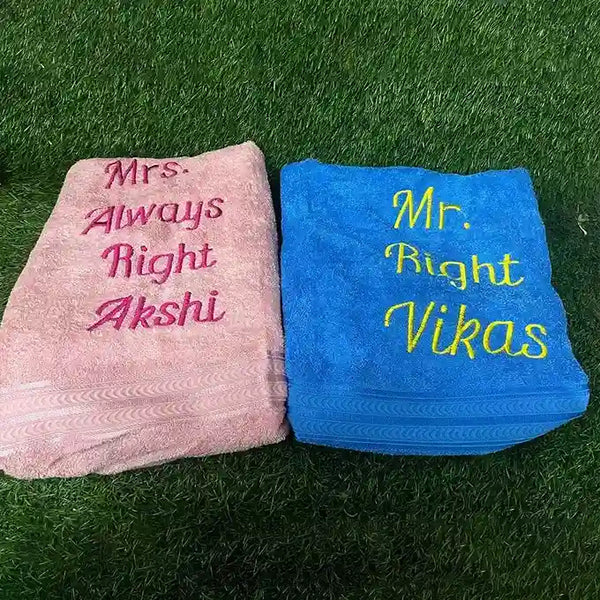 Mrs.
Always
Right
Akshi
Mr.
Right
Vikas